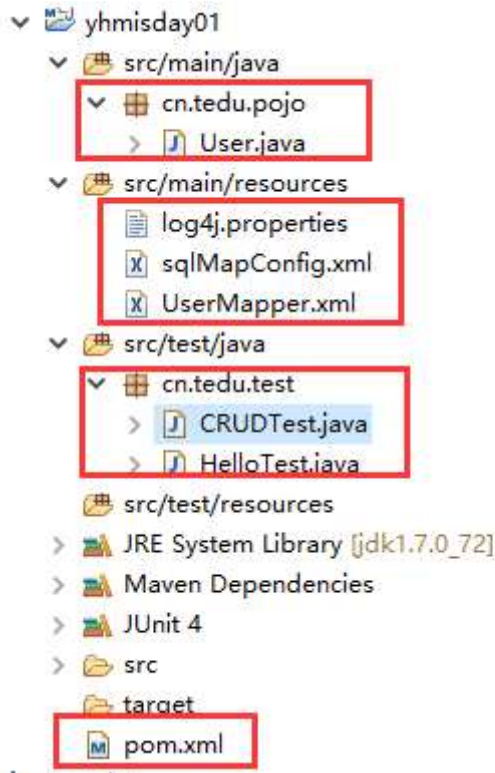 yhmisday01
src/main/java
cn.tedu.pojo
User.java
src/main/resources
log4j.properties
sqlMapConfig.xml
UserMapper.xml
src/test/java
cn.tedu.test
CRUDTest.java
HelloTest.java
src/test/resources
JRE System Library [jdk1.7.0_72]
Maven Dependencies
JUnit 4
src
target
pom.xml